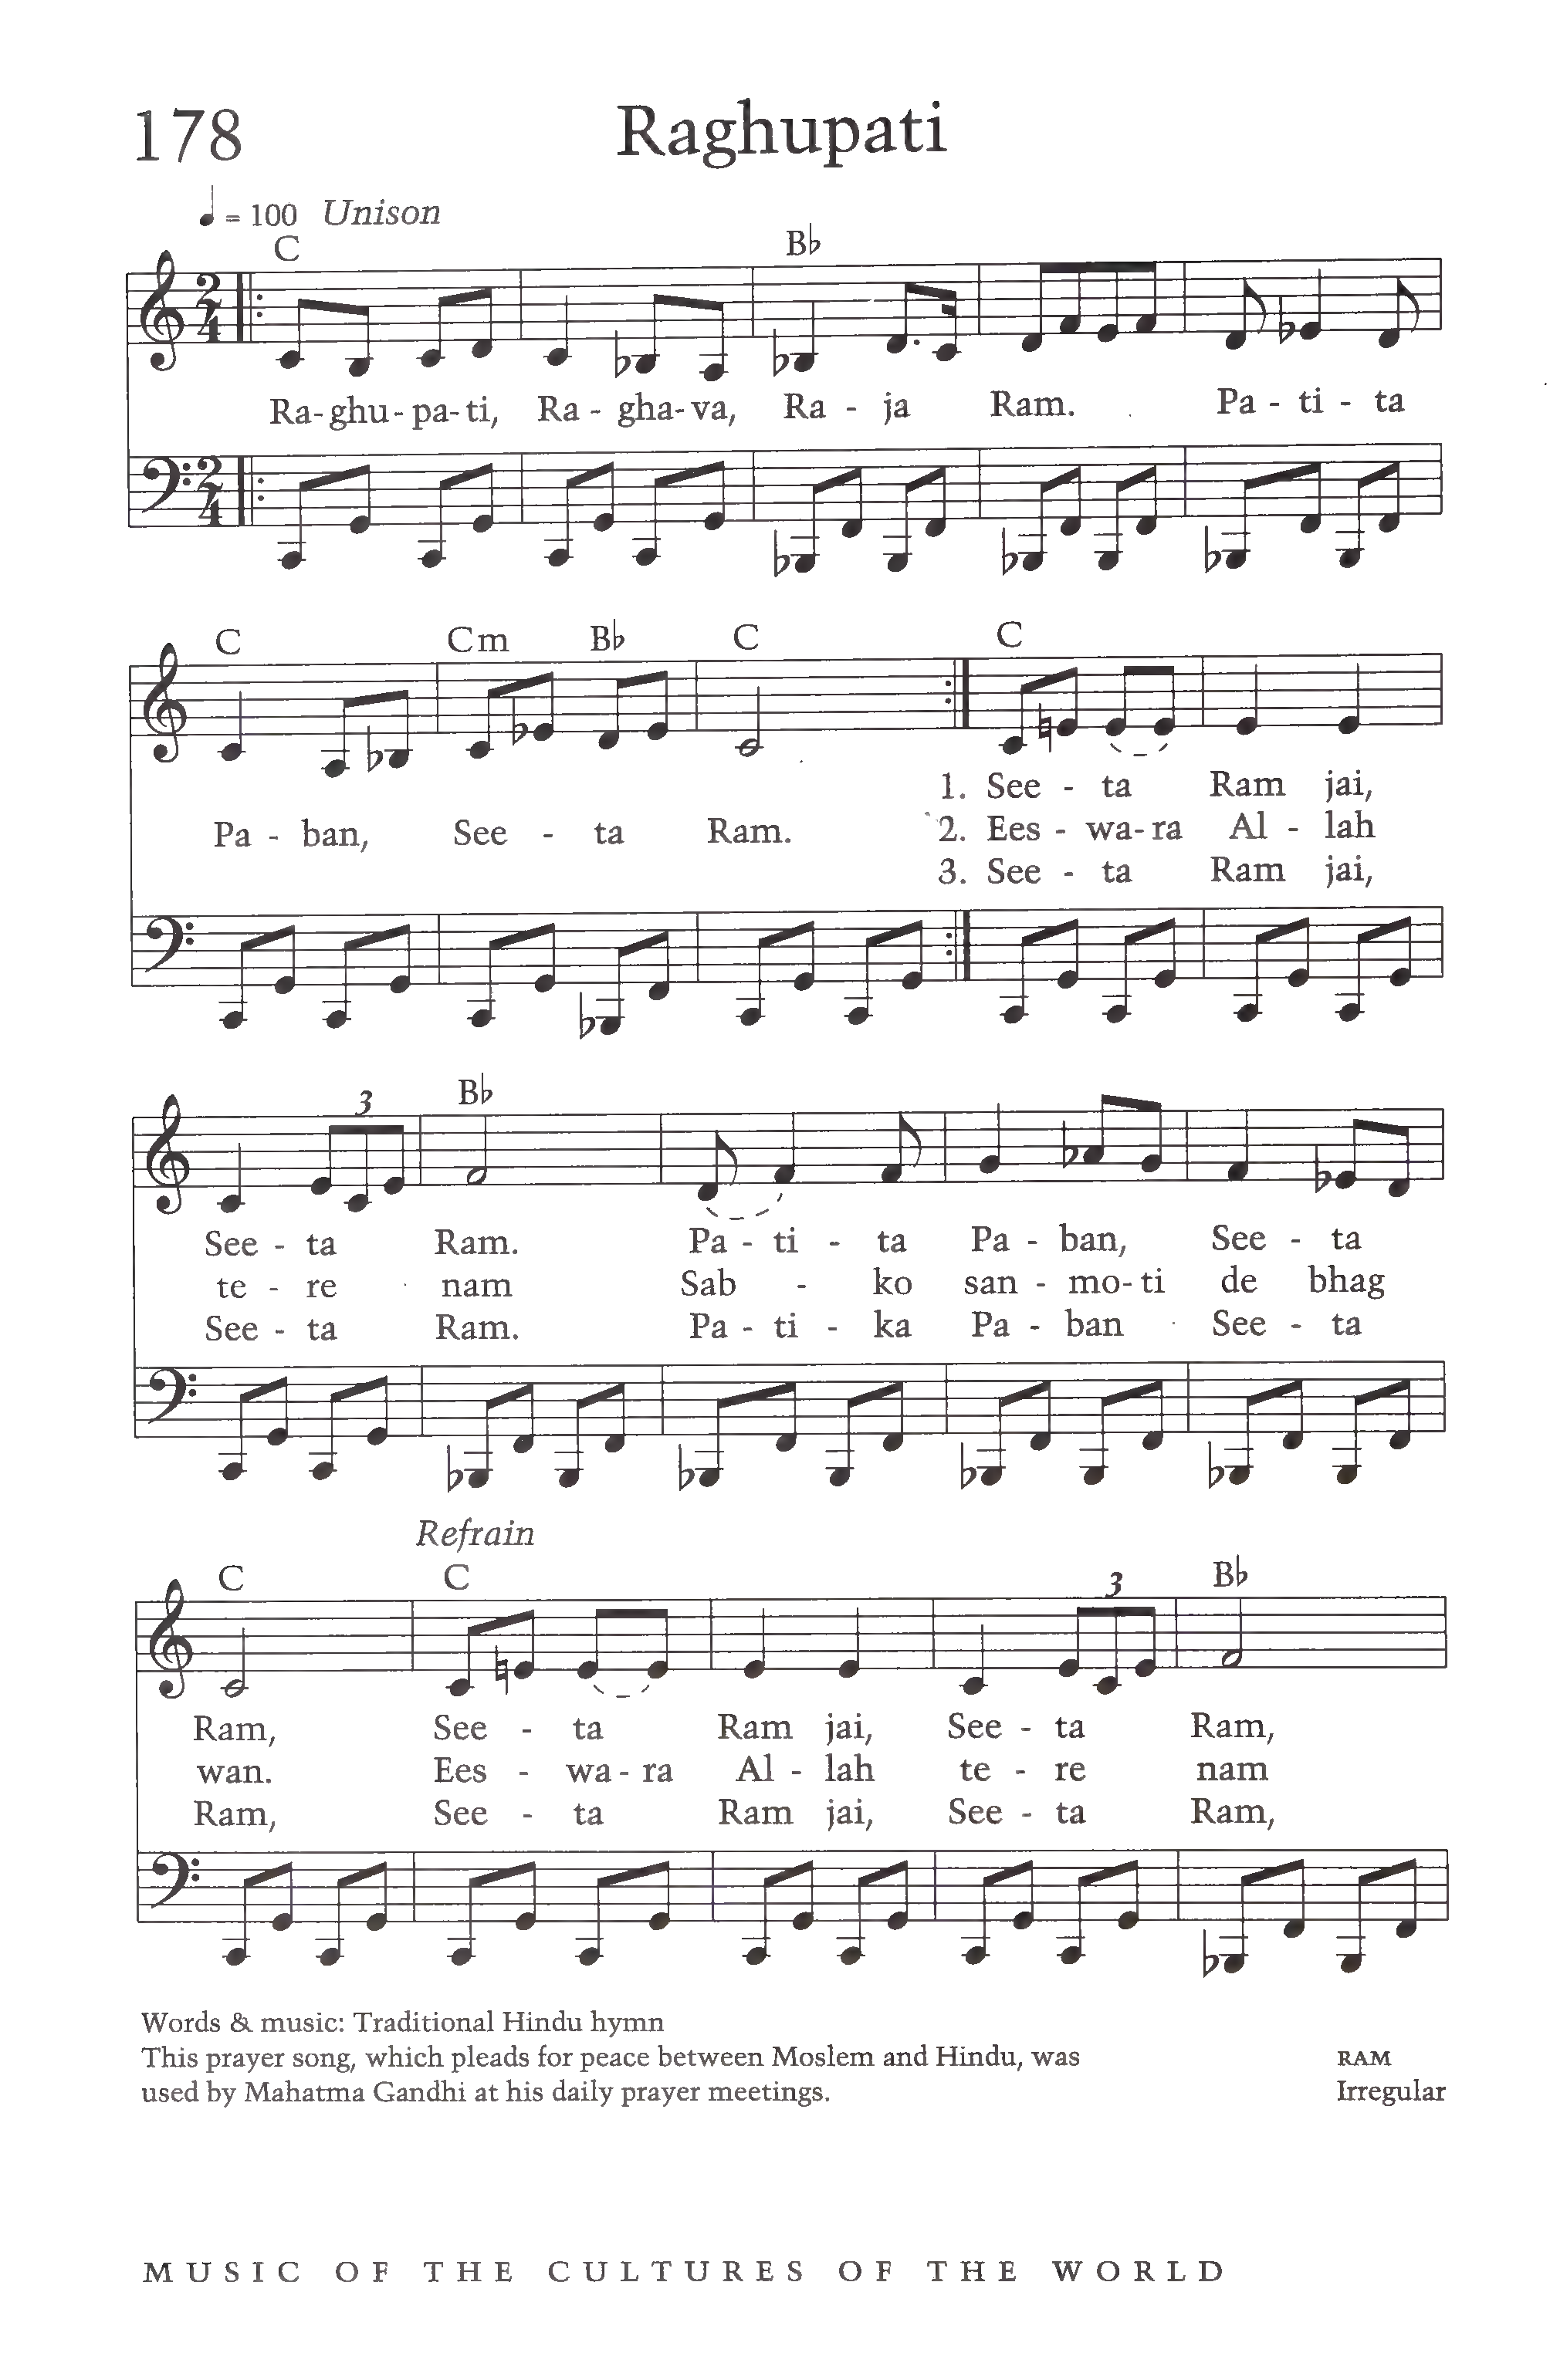 178 Raghupati
= 100 Unison
C B♭
Ra-ghu-pa-ti, Ra - gha-va, Ra - ja Ram. Pa - ti - ta
C Cm B♭ C C
1. See - ta Ram jai,
Pa - ban, See - ta Ram. 2. Ees - wa-ra Al - lah
3. See - ta Ram jai,
3 B♭
See - ta Ram. Pa - ti - ta Pa - ban, See - ta
te - re nam Sab - ko san - mo-ti de bhag
See - ta Ram. Pa - ti - ka Pa - ban See - ta
Refrain
C C 3 B♭
Ram, See - ta Ram jai, See - ta Ram,
wan. Ees - wa - ra Al - lah te - re nam
Ram, See - ta Ram jai, See - ta Ram,
Words & music: Traditional Hindu hymn
This prayer song, which pleads for peace between Moslem and Hindu, was RAM
used by Mahatma Gandhi at his daily prayer meetings. Irregular
MUSIC OF THE CULTURES OF THE WORLD